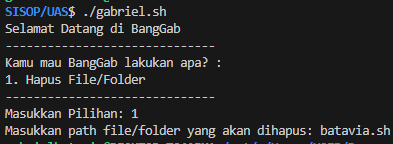 SISOP/UAS$ ./gabriel.sh
Selamat Datang di BangGab
------------------------------
Kamu mau BangGab lakukan apa? :
1. Hapus File/Folder
------------------------------
Masukkan Pilihan: 1
Masukkan path file/folder yang akan dihapus: batavia.sh